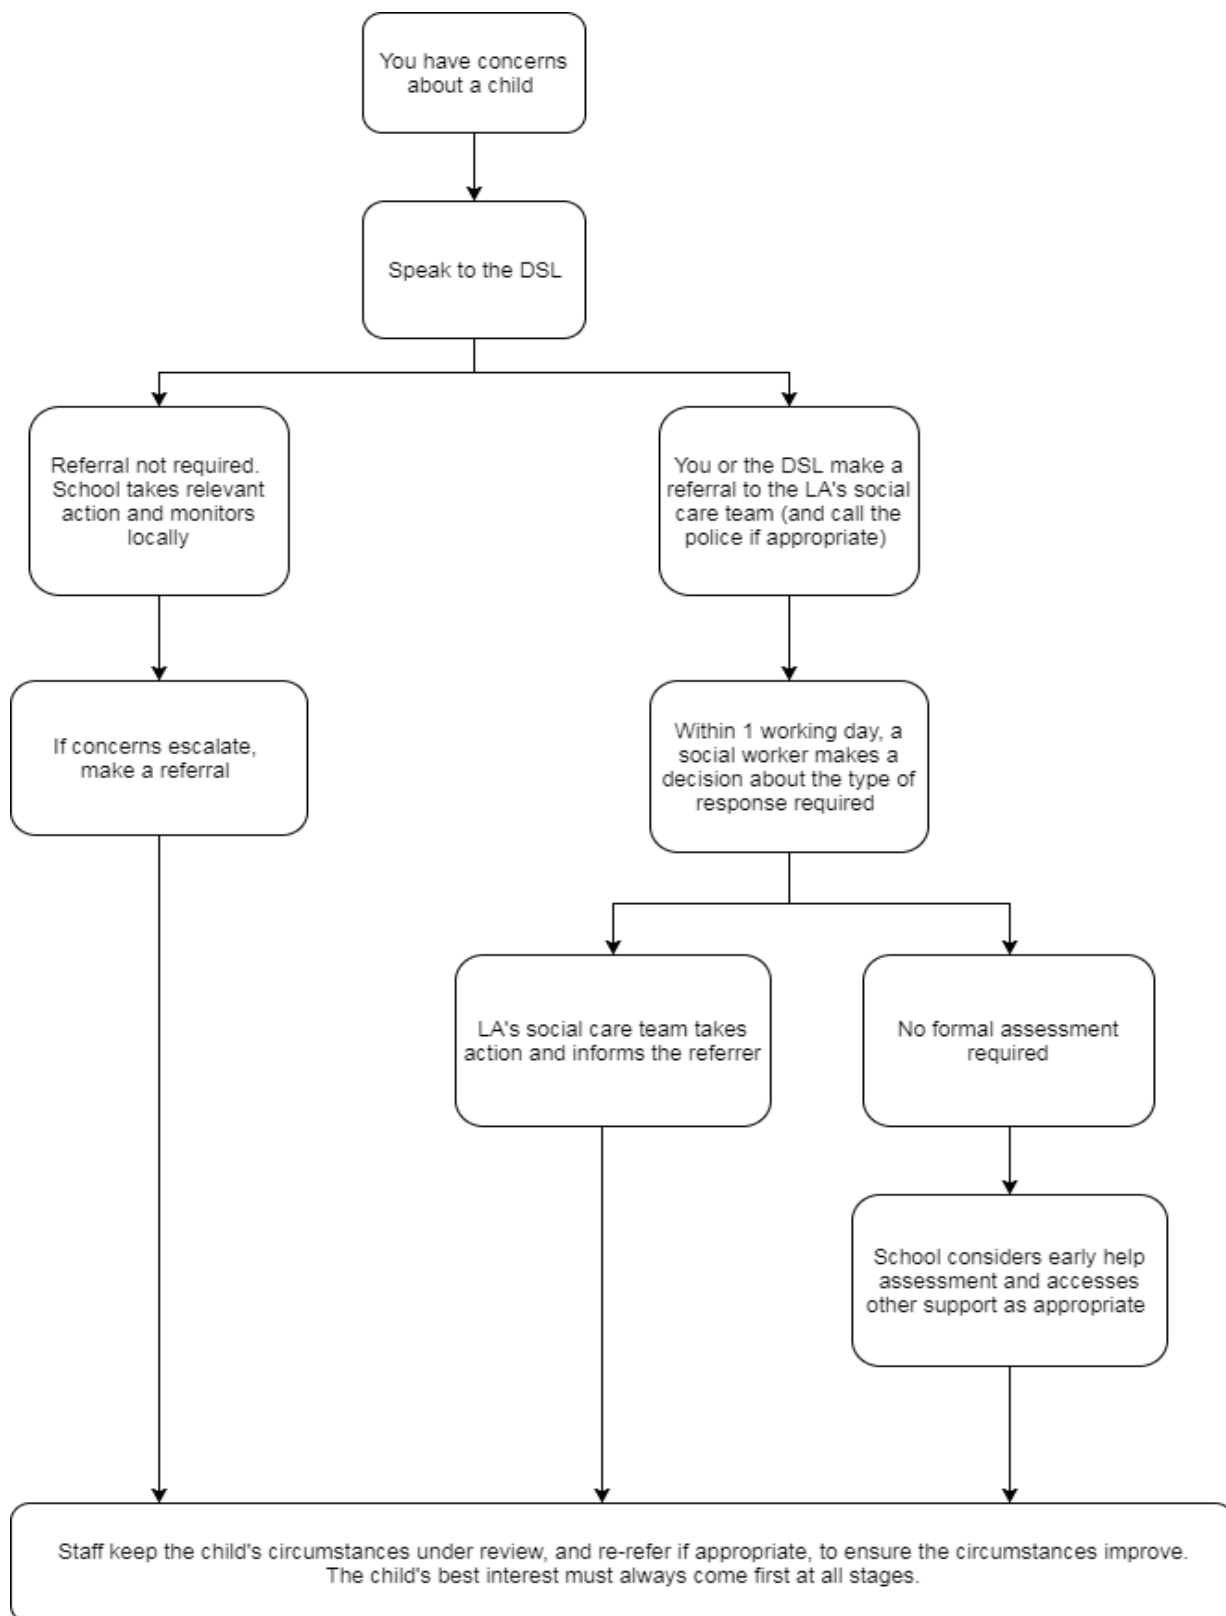 You have concerns
about a child
Speak to the DSL
Referral not required.
School takes relevant
action and monitors
locally
You or the DSL make a
referral to the LA's social
care team (and call the
police if appropriate)
If concerns escalate,
make a referral
Within 1 working day, a
social worker makes a
decision about the type of
response required
LA's social care team takes
action and informs the referrer
No formal assessment
required
School considers early help
assessment and accesses
other support as appropriate
Staff keep the child's circumstances under review, and re-refer if appropriate, to ensure the circumstances improve.
The child's best interest must always come first at all stages.